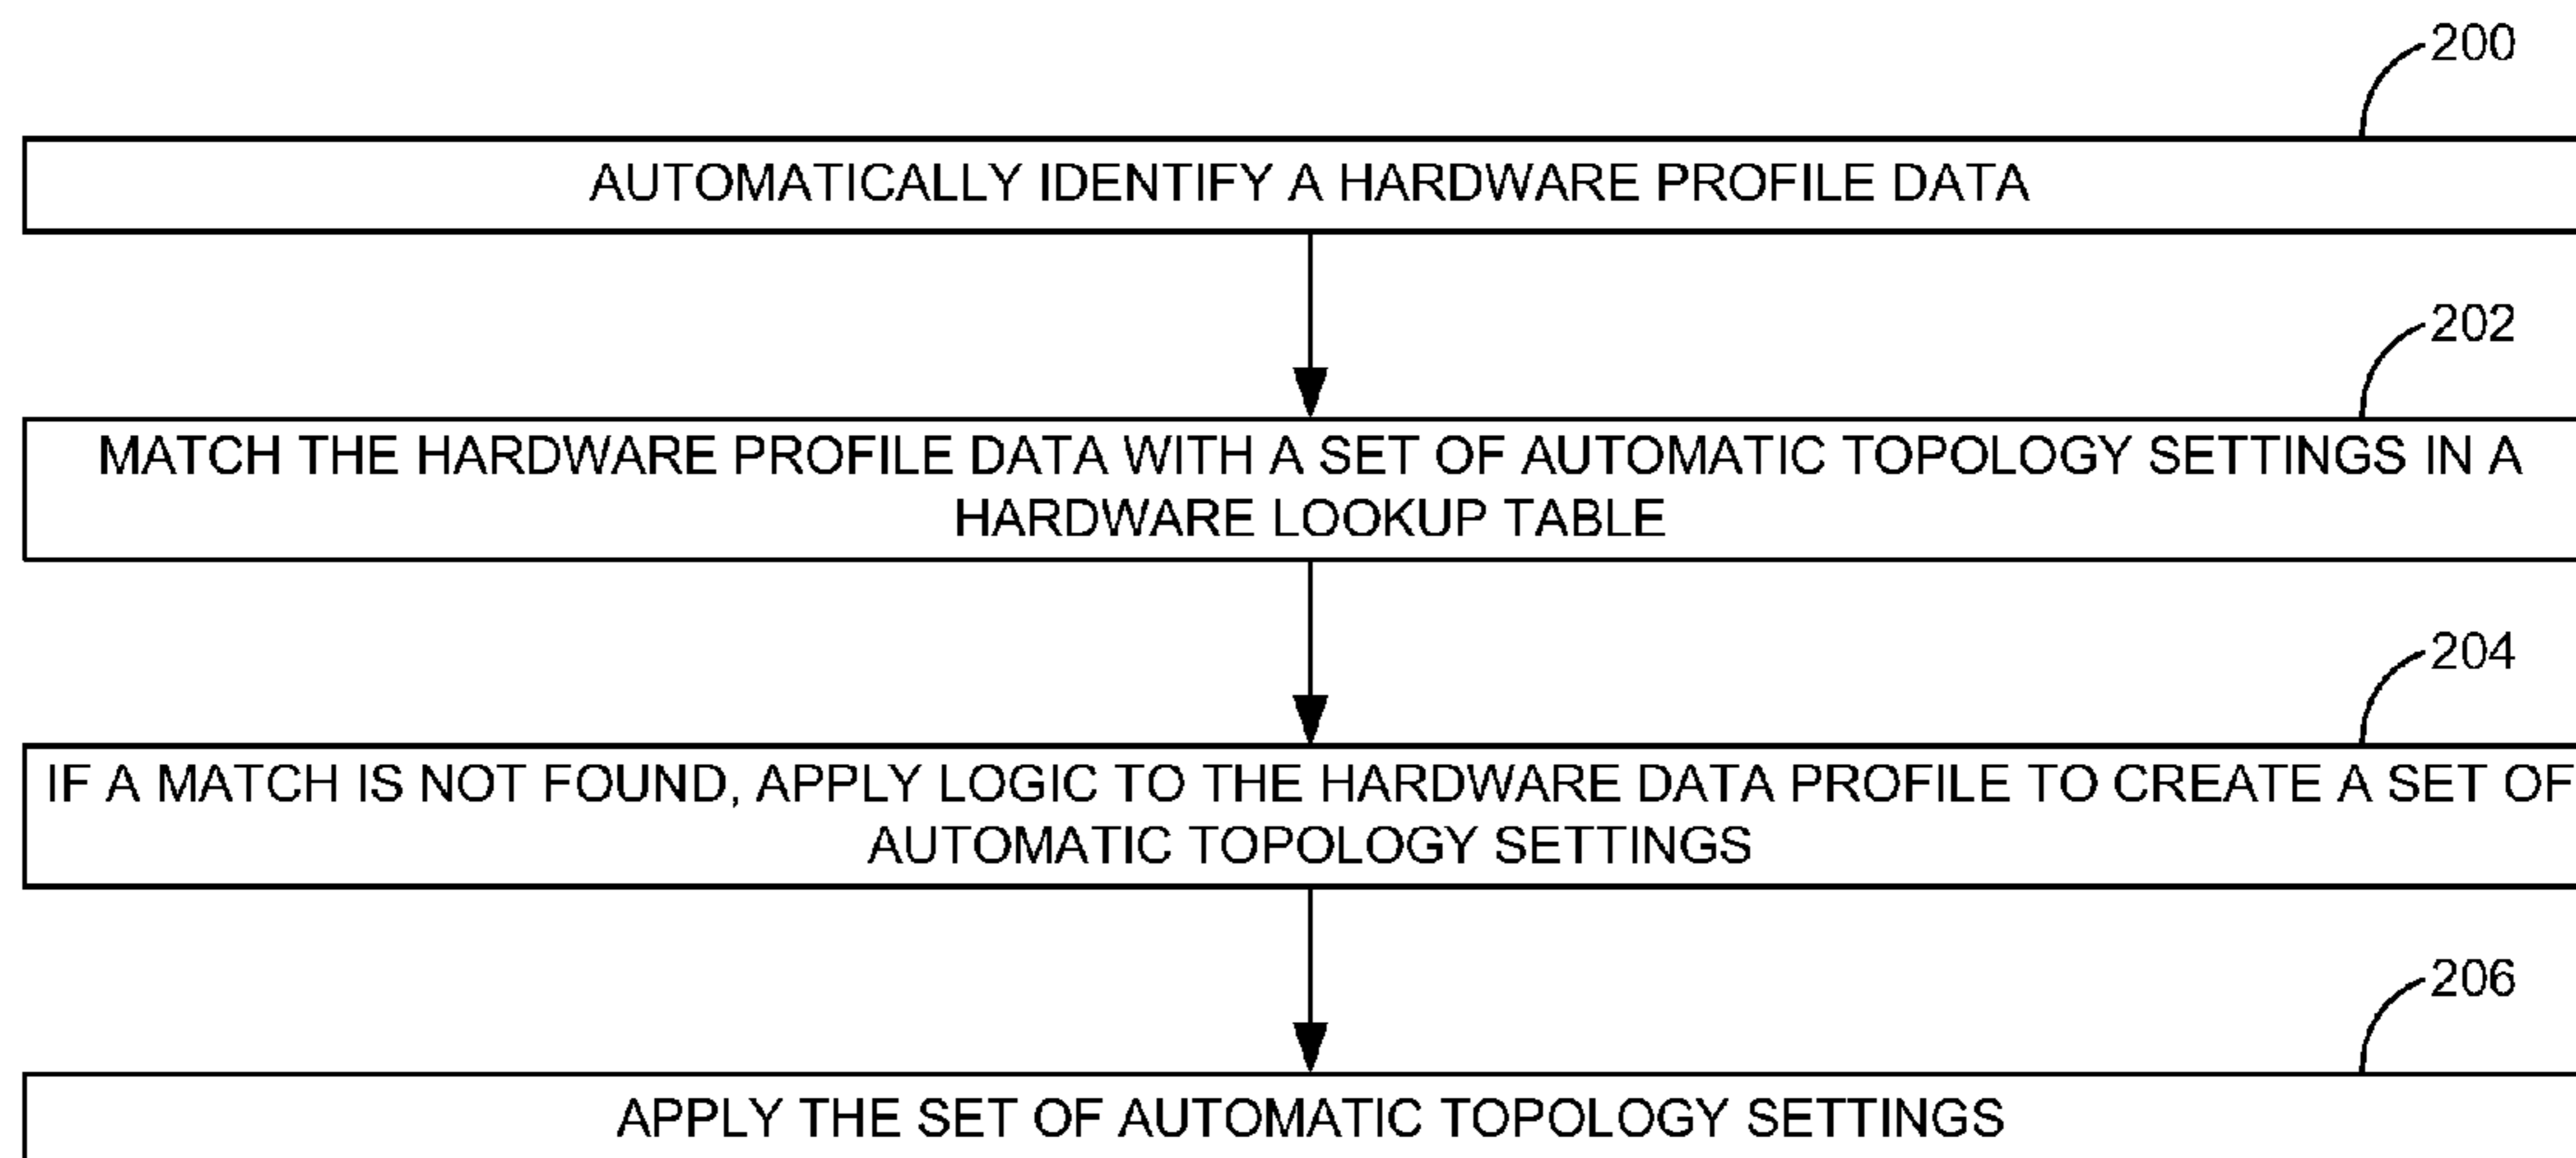 200
AUTOMATICALLY IDENTIFY A HARDWARE PROFILE DATA
202
MATCH THE HARDWARE PROFILE DATA WITH A SET OF AUTOMATIC TOPOLOGY SETTINGS IN A
HARDWARE LOOKUP TABLE
204
IF A MATCH IS NOT FOUND, APPLY LOGIC TO THE HARDWARE DATA PROFILE TO CREATE A SET OF
AUTOMATIC TOPOLOGY SETTINGS
206
APPLY THE SET OF AUTOMATIC TOPOLOGY SETTINGS